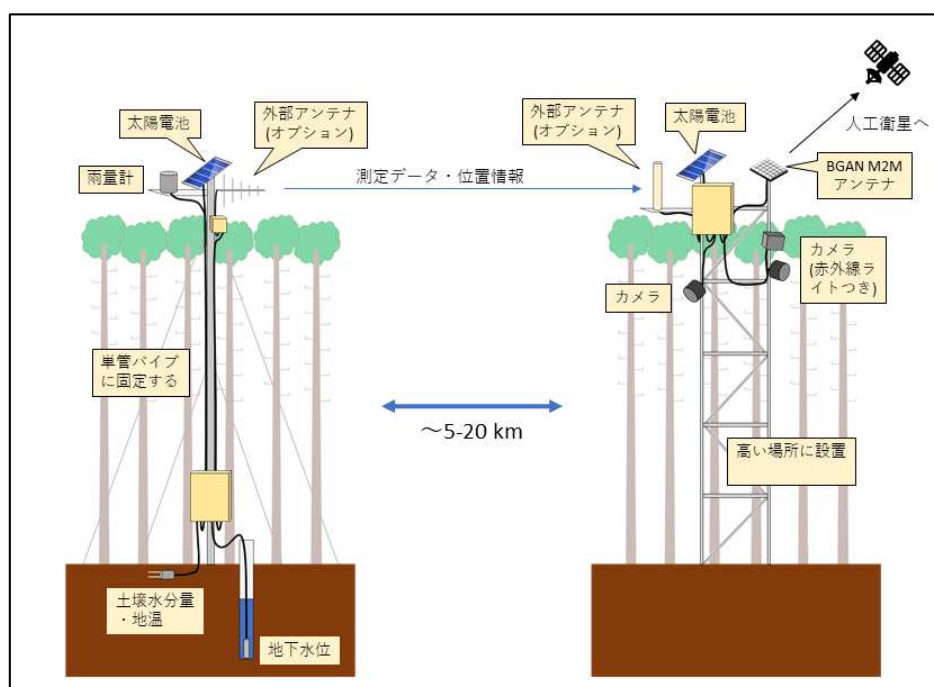 太陽電池
外部アンテナ
(オプション)
雨量計
測定データ・位置情報
外部アンテナ
(オプション)
太陽電池
人工衛星へ
BGAN M2M
アンテナ
カメラ
カメラ
(赤外線ラ
イトつき)
単管パイプ
に固定する
～5-20 km
高い場所に設置
土壌水分量
・地温
地下水位